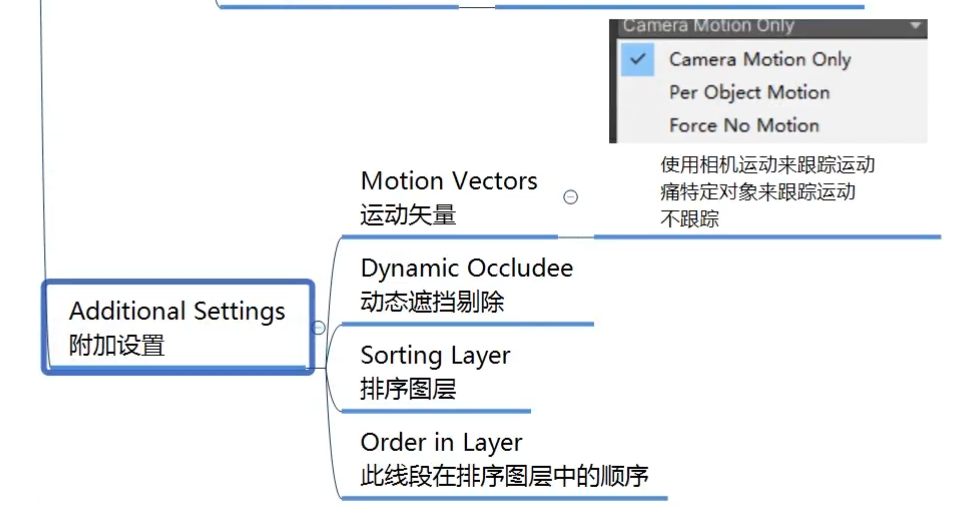 Camera Motion Only
Camera Motion Only
Per Object Motion
Force No Motion
使用相机运动来跟踪运动
痛特定对象来跟踪运动
不跟踪
Motion Vectors
运动矢量
Dynamic Occludee
动态遮挡剔除
Additional Settings
附加设置
Sorting Layer
排序图层
Order in Layer
此线段在排序图层中的顺序